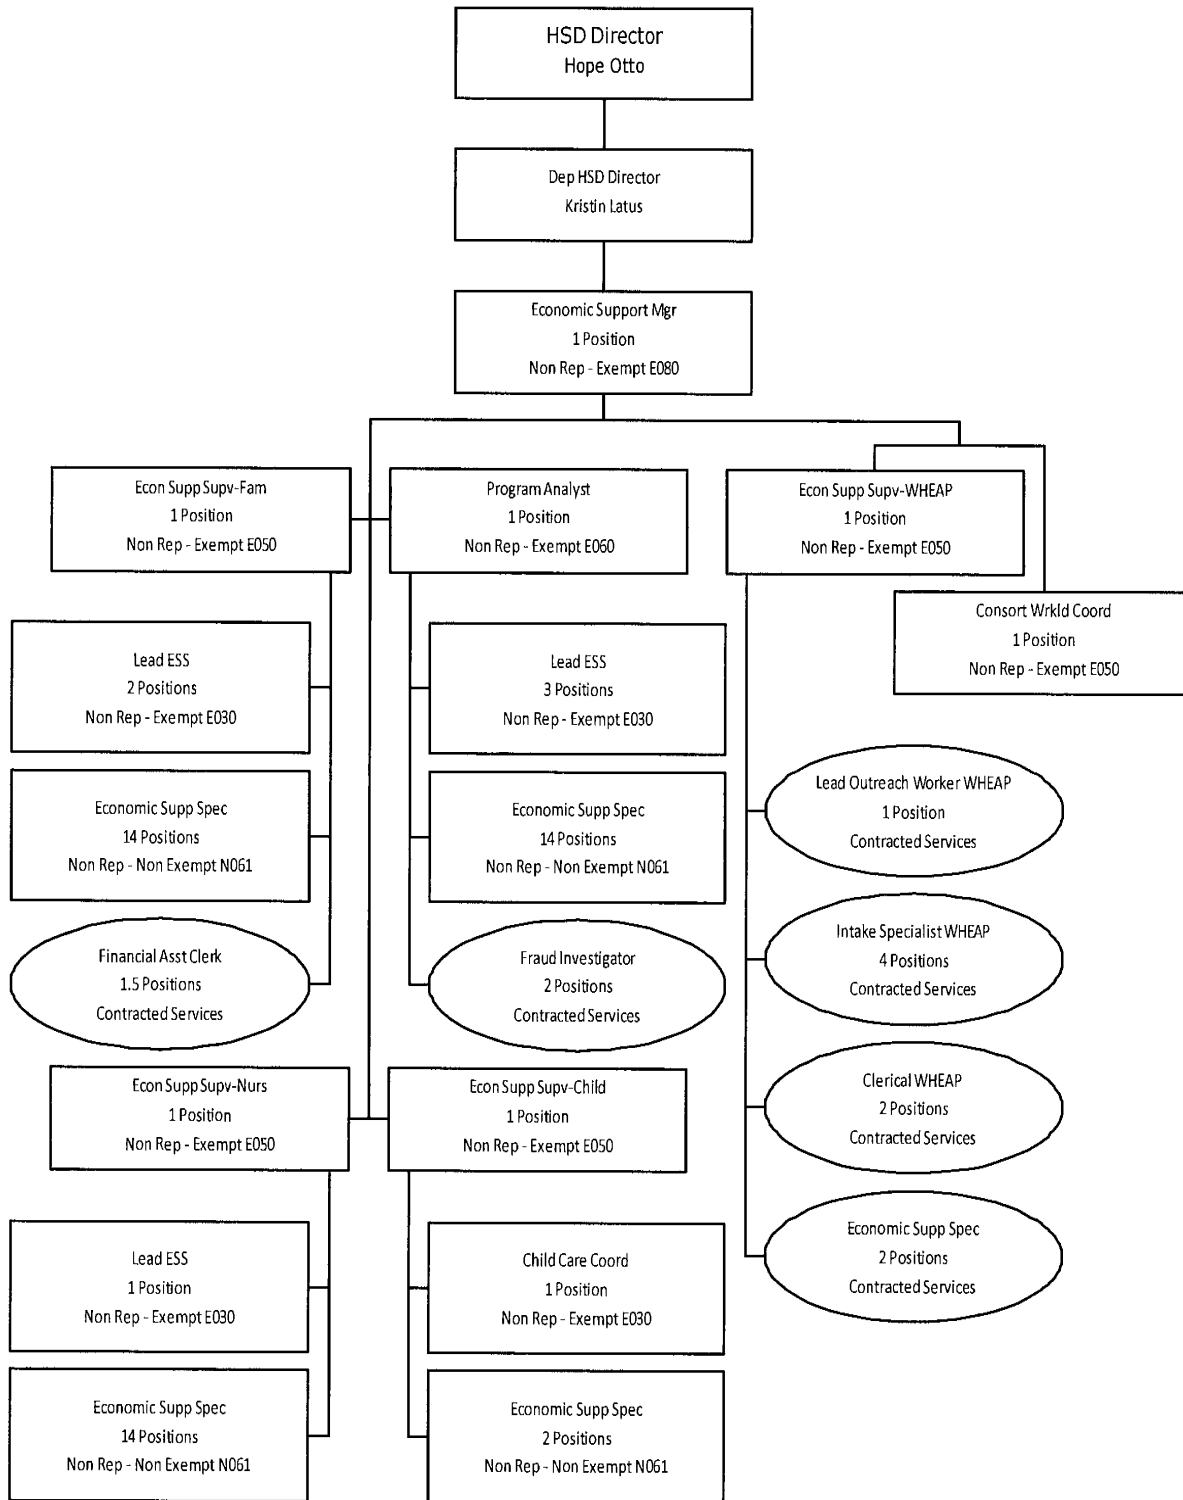 HSD Director
Hope Otto
Dep HSD Director
Kristin Latus
Economic Support Mgr
1 Position
Non Rep - Exempt E080
Econ Supp Supv-Fam
1 Position
Non Rep - Exempt E050
Program Analyst
1 Position
Non Rep - Exempt E060
Econ Supp Supv-WHEAP
1 Position
Non Rep - Exempt E050
Consort Wrkld Coord
1 Position
Non Rep - Exempt E050
Lead ESS
2 Positions
Non Rep - Exempt E030
Lead ESS
3 Positions
Non Rep - Exempt E030
Economic Supp Spec
14 Positions
Non Rep - Non Exempt N061
Economic Supp Spec
14 Positions
Non Rep - Non Exempt N061
Financial Asst Clerk
1.5 Positions
Contracted Services
Fraud Investigator
2 Positions
Contracted Services
Lead Outreach Worker WHEAP
1 Position
Contracted Services
Intake Specialist WHEAP
4 Positions
Contracted Services
Clerical WHEAP
2 Positions
Contracted Services
Economic Supp Spec
2 Positions
Contracted Services
Econ Supp Supv-Nurs
1 Position
Non Rep - Exempt E050
Econ Supp Supv-Child
1 Position
Non Rep - Exempt E050
Lead ESS
1 Position
Non Rep - Exempt E030
Child Care Coord
1 Position
Non Rep - Exempt E030
Economic Supp Spec
14 Positions
Non Rep - Non Exempt N061
Economic Supp Spec
2 Positions
Non Rep - Non Exempt N061